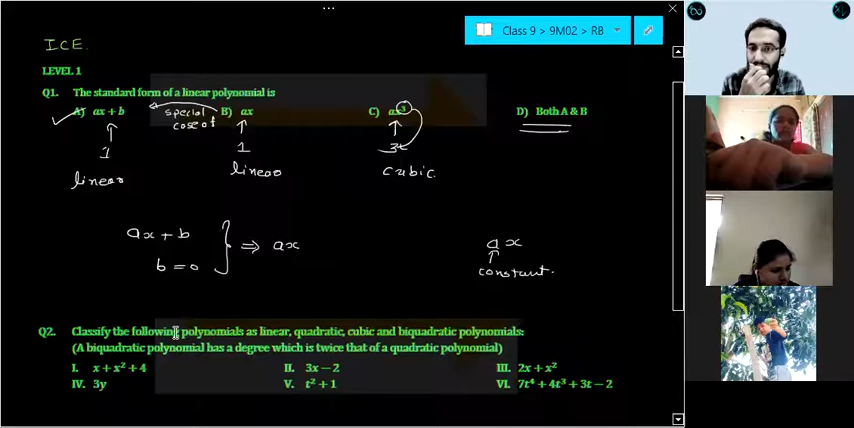 ...
Class 9 > 9M02 > RB
ICE.
LEVEL 1
Q1. The standard form of a linear polynomial is
A) ax + b special case of B) ax C) ax³ D) Both A & B
1 1 3
linear linear cubic.
ax + b
b = 0 } ⇒ ax
ax
constant.
Q2. Classify the following polynomials as linear, quadratic, cubic and biquadratic polynomials:
(A biquadratic polynomial has a degree which is twice that of a quadratic polynomial)
I. x + x² + 4 II. 3x − 2 III. 2x + x²
IV. 3y V. t² + 1 VI. 7t⁴ + 4t³ + 3t − 2